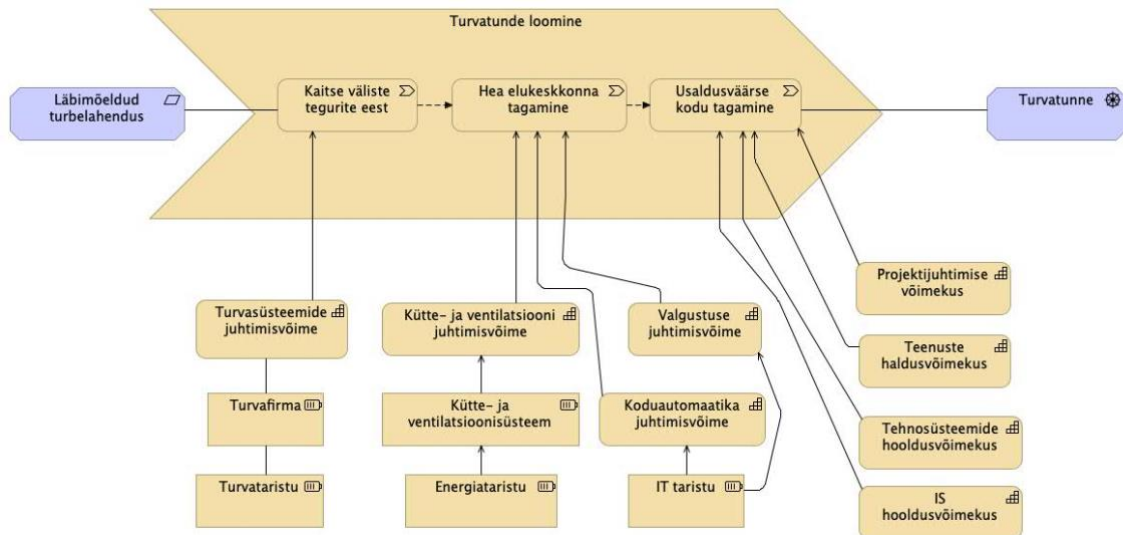 Turvatunde loomine
Läbimõeldud
turbelahendus
Kaitse väliste
tegurite eest
Hea elukeskkonna
tagamine
Usaldusväärse
kodu tagamine
Turvatunne
Projektijuhtimise
võimekus
Turvasüsteemide
juhtimisvõime
Kütte- ja ventilatsiooni
juhtimisvõime
Valgustuse
juhtimisvõime
Teenuste
haldusvõimekus
Turvafirma
Kütte- ja
ventilatsioonisüsteem
Koduautomaatika
juhtimisvõime
Tehnosüsteemide
hooldusvõimekus
Turvataristu
Energiataristu
IT taristu
IS
hooldusvõimekus